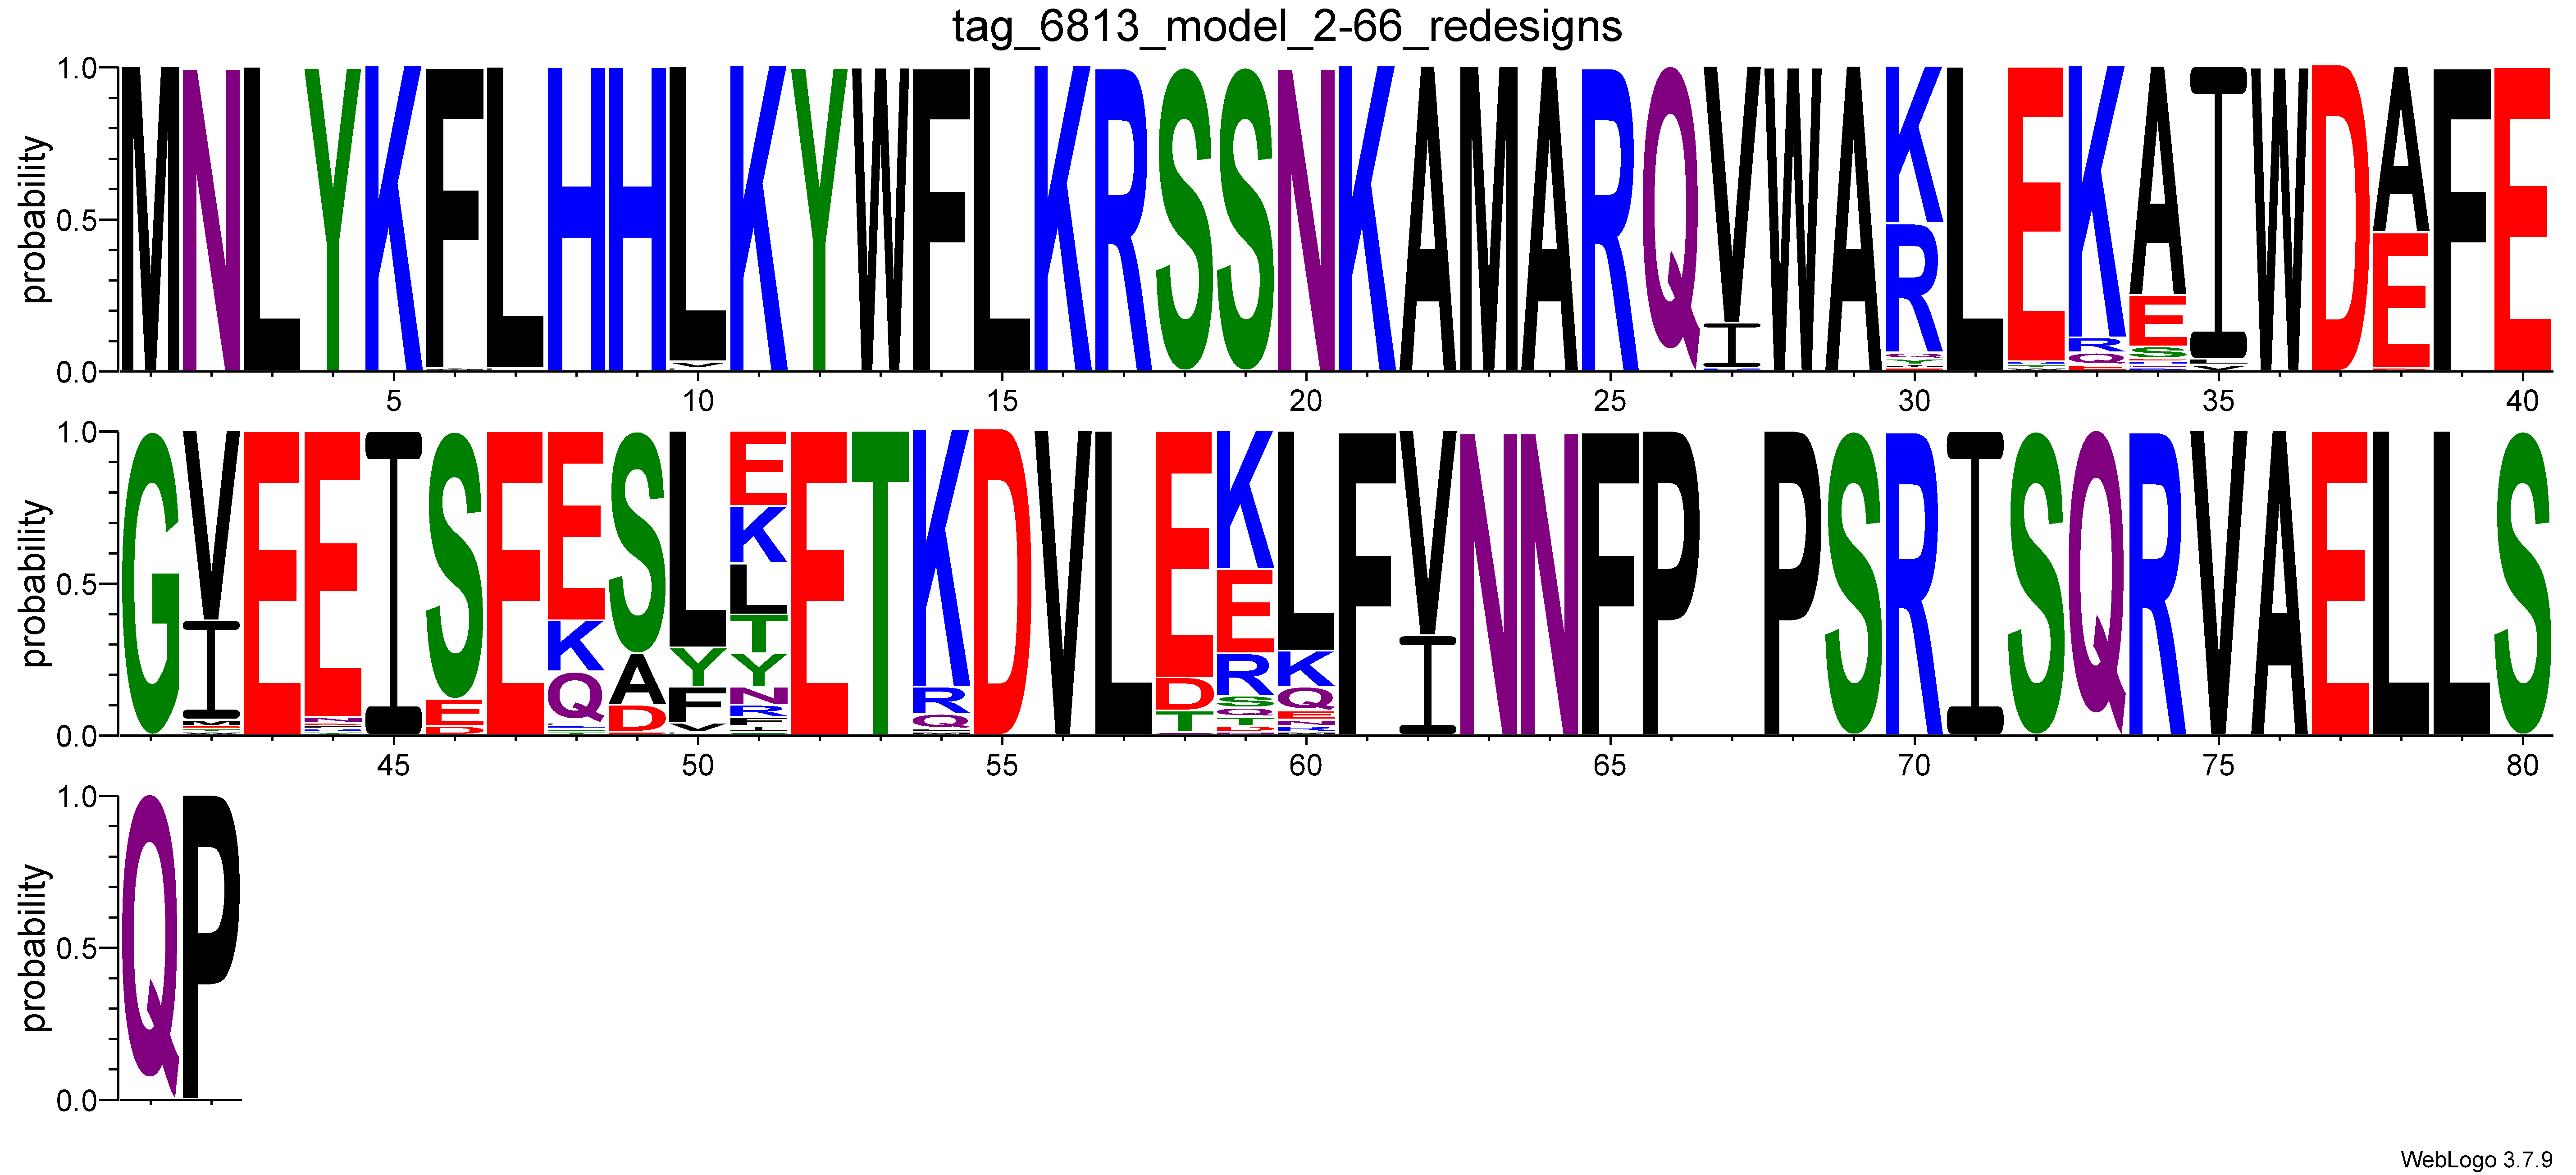 tag_6813_model_2-66_redesigns
probability
1.0
0.5
0.0
MNLYKFLHHLKYWFLKRSSNKAMARQVWAKLEKAIWDAFE
I R R E E
5 10 15 20 25 30 35 40
probability
1.0
0.5
0.0
GVEEISEESLEETKDVLEKLFVNNFP PSRISQRVAELLS
I E K A Y K R D E K I
D Q D F L Q T R Q
V T S E
Y Q N
N T
R D
45 50 55 60 65 70 75 80
probability
1.0
0.5
0.0
QP
WebLogo 3.7.9